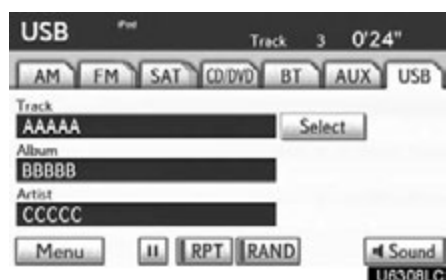 USB iPod Track 3 0'24"
AM FM SAT CD/DVD BT AUX USB
Track
AAAAA Select
Album
BBBBB
Artist
CCCCC
Menu II RPT RAND Sound
U6308LC